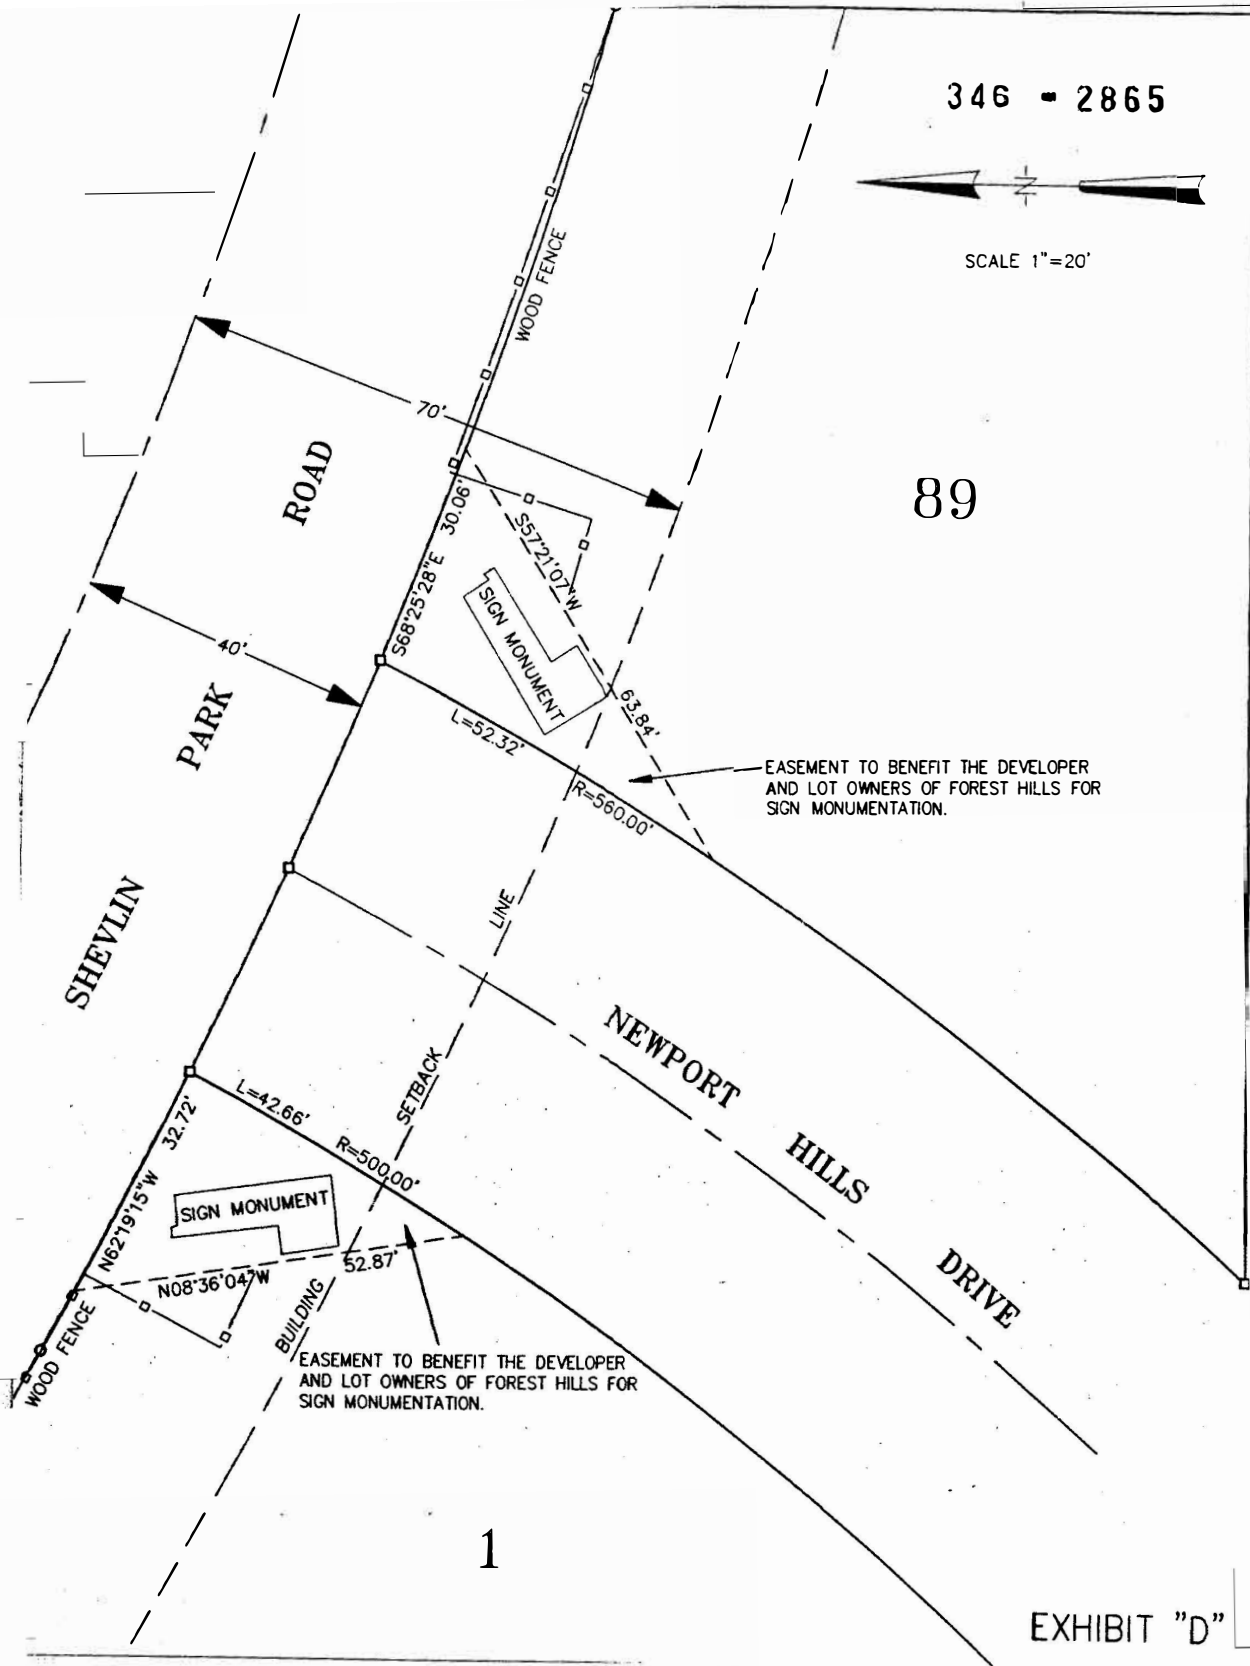 346 - 2865
N
SCALE 1"=20'
WOOD FENCE
70'
ROAD
89
30.06'
S68°25'28"E
S57°21'07"W
SIGN MONUMENT
40'
PARK
63.84'
L=52.32'
R=560.00'
EASEMENT TO BENEFIT THE DEVELOPER
AND LOT OWNERS OF FOREST HILLS FOR
SIGN MONUMENTATION.
SHEVLIN
LINE
NEWPORT
HILLS
DRIVE
SETBACK
L=42.66'
R=500.00'
32.72'
N62°19'15"W
SIGN MONUMENT
N08°36'04"W
52.87'
BUILDING
WOOD FENCE
EASEMENT TO BENEFIT THE DEVELOPER
AND LOT OWNERS OF FOREST HILLS FOR
SIGN MONUMENTATION.
1
EXHIBIT "D"